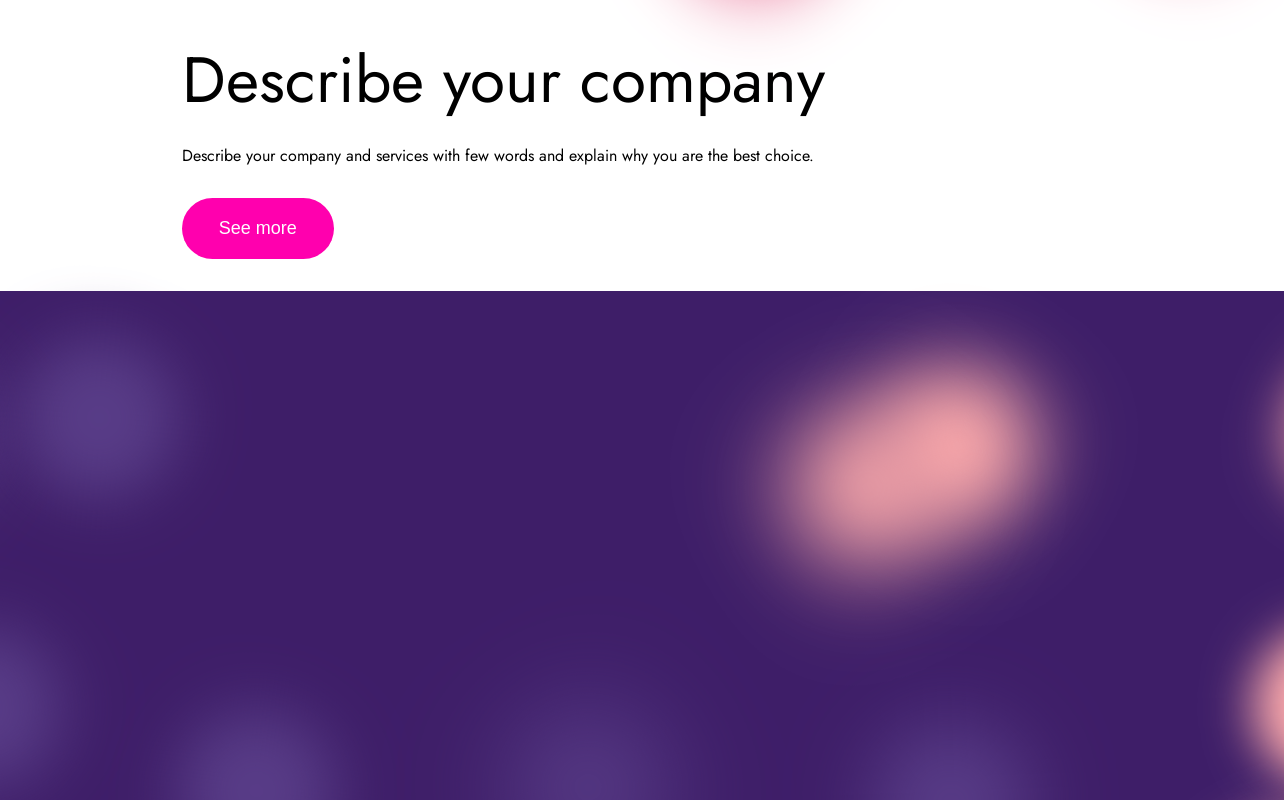 Describe your company
Describe your company and services with few words and explain why you are the best choice.
See more